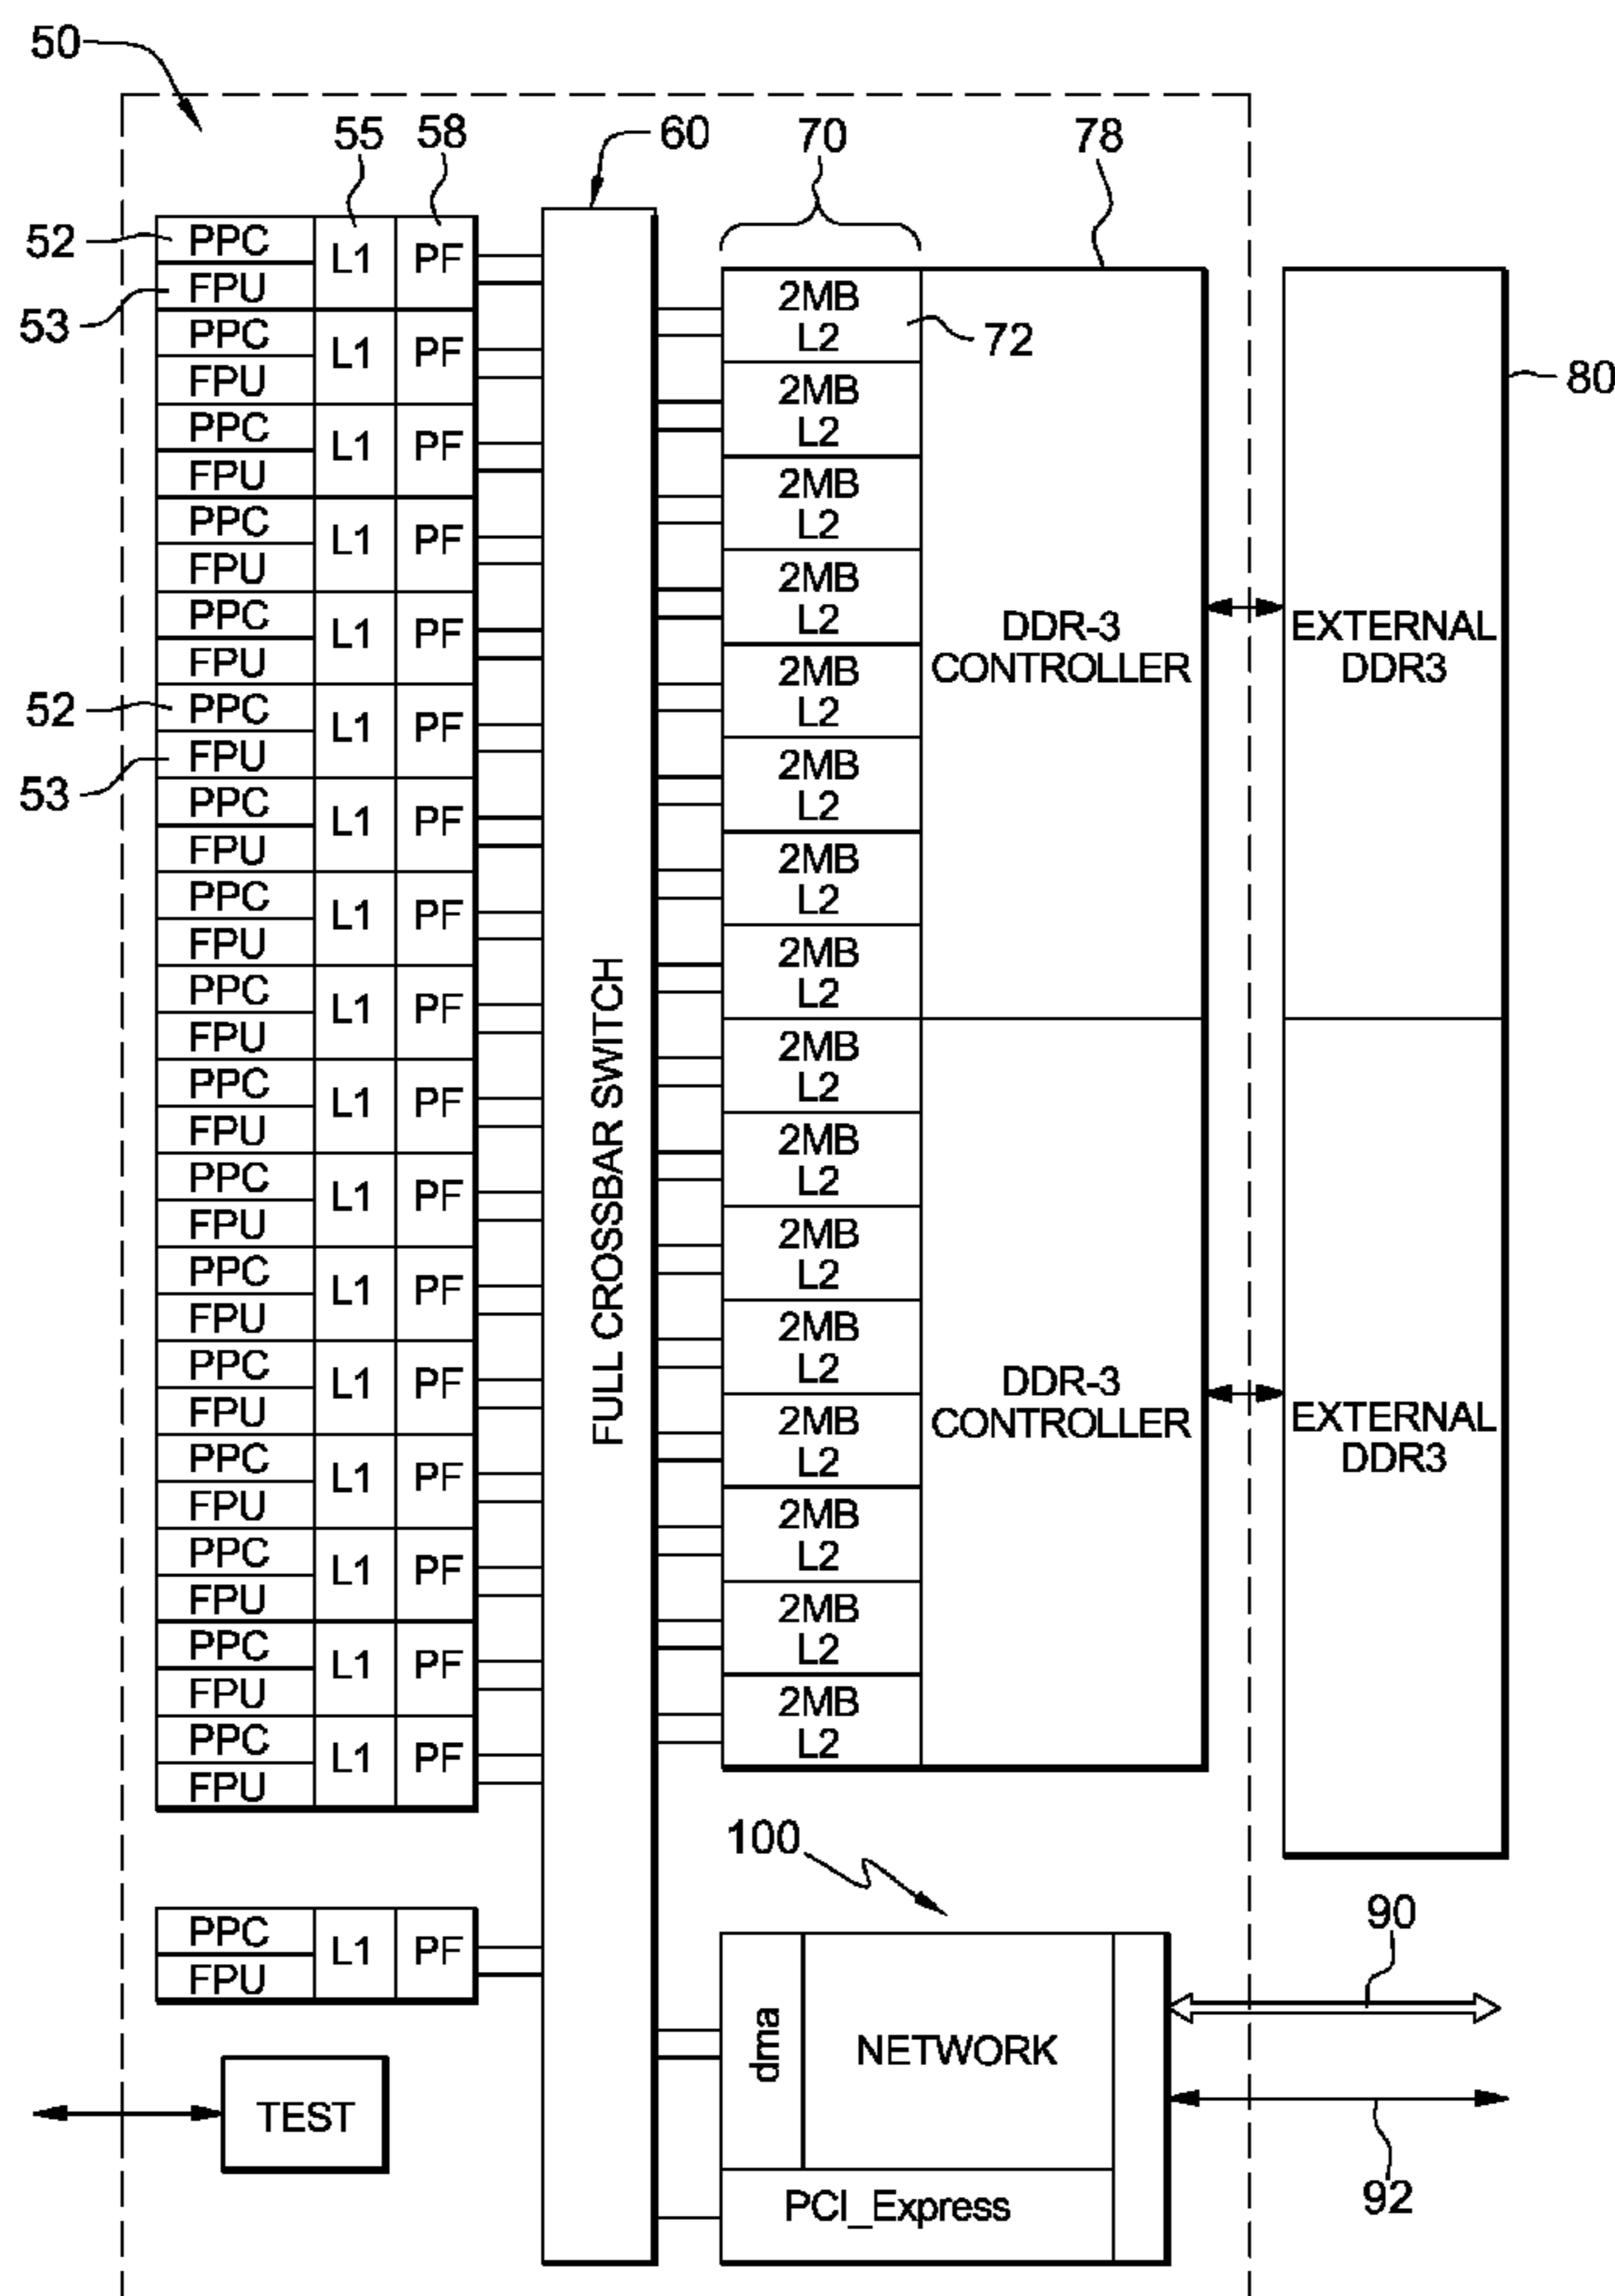 50
55
58
60
70
78
52
53
PPC
FPU
L1
PF
PPC
FPU
L1
PF
PPC
FPU
L1
PF
PPC
FPU
L1
PF
PPC
FPU
L1
PF
52
53
PPC
FPU
L1
PF
PPC
FPU
L1
PF
PPC
FPU
L1
PF
PPC
FPU
L1
PF
PPC
FPU
L1
PF
PPC
FPU
L1
PF
PPC
FPU
L1
PF
PPC
FPU
L1
PF
PPC
FPU
L1
PF
PPC
FPU
L1
PF
PPC
FPU
L1
PF
PPC
FPU
L1
PF
PPC
FPU
L1
PF
TEST
FULL CROSSBAR SWITCH
2MB
L2
72
2MB
L2
2MB
L2
2MB
L2
2MB
L2
2MB
L2
2MB
L2
2MB
L2
2MB
L2
2MB
L2
2MB
L2
2MB
L2
2MB
L2
2MB
L2
2MB
L2
2MB
L2
DDR-3
CONTROLLER
DDR-3
CONTROLLER
80
EXTERNAL
DDR3
EXTERNAL
DDR3
100
dma
NETWORK
PCI_Express
90
92